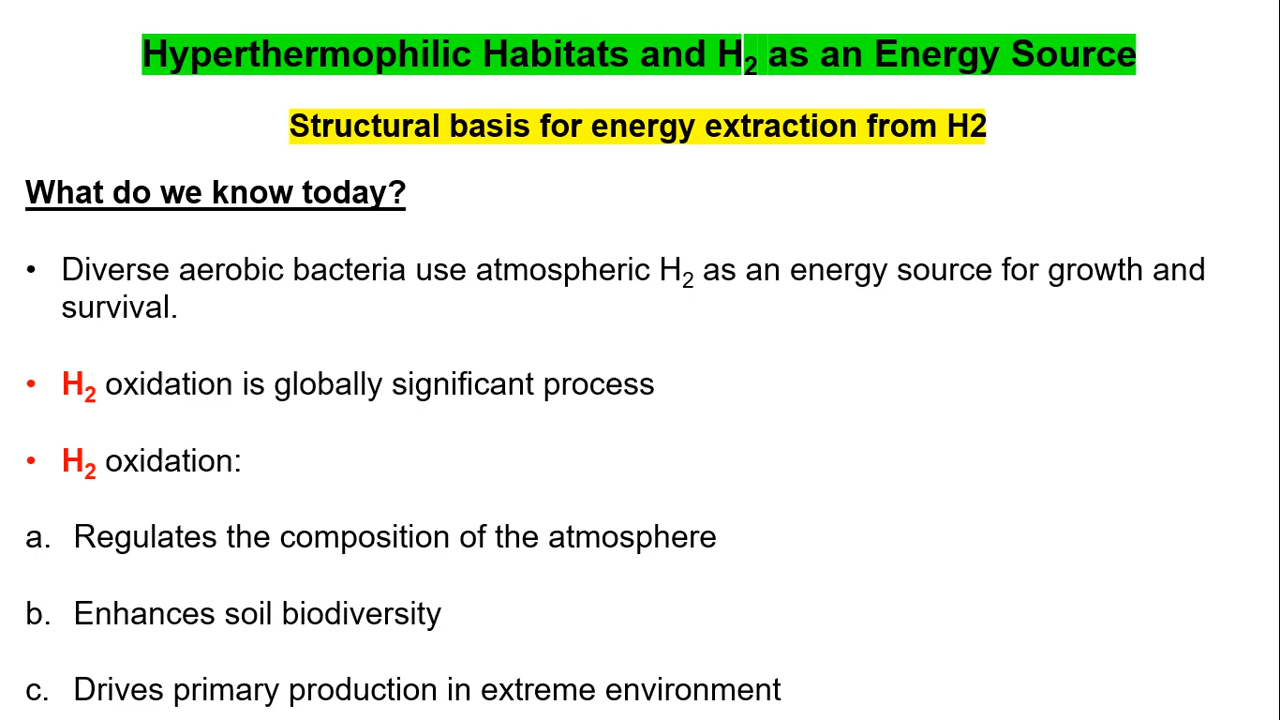 Hyperthermophilic Habitats and H₂ as an Energy Source
Structural basis for energy extraction from H2
What do we know today?
• Diverse aerobic bacteria use atmospheric H₂ as an energy source for growth and
survival.
• H₂ oxidation is globally significant process
• H₂ oxidation:
a. Regulates the composition of the atmosphere
b. Enhances soil biodiversity
c. Drives primary production in extreme environment